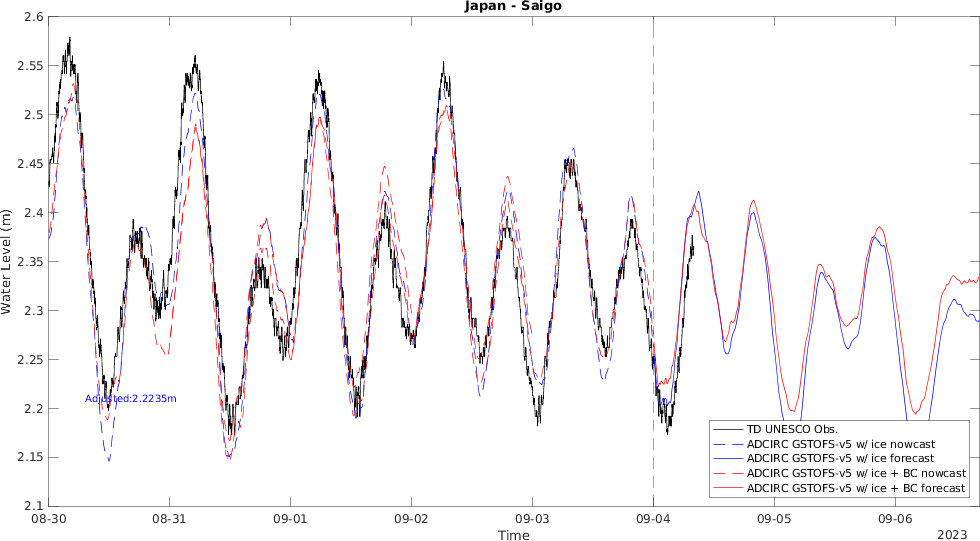 Japan - Saigo
Water Level (m)
2.6
2.55
2.5
2.45
2.4
2.35
2.3
2.25
2.2
2.15
2.1
Adjusted:2.2235m
TD UNESCO Obs.
ADCIRC GSTOFS-v5 w/ ice nowcast
ADCIRC GSTOFS-v5 w/ ice forecast
ADCIRC GSTOFS-v5 w/ ice + BC nowcast
ADCIRC GSTOFS-v5 w/ ice + BC forecast
08-30 08-31 09-01 09-02 09-03 09-04 09-05 09-06
Time
2023